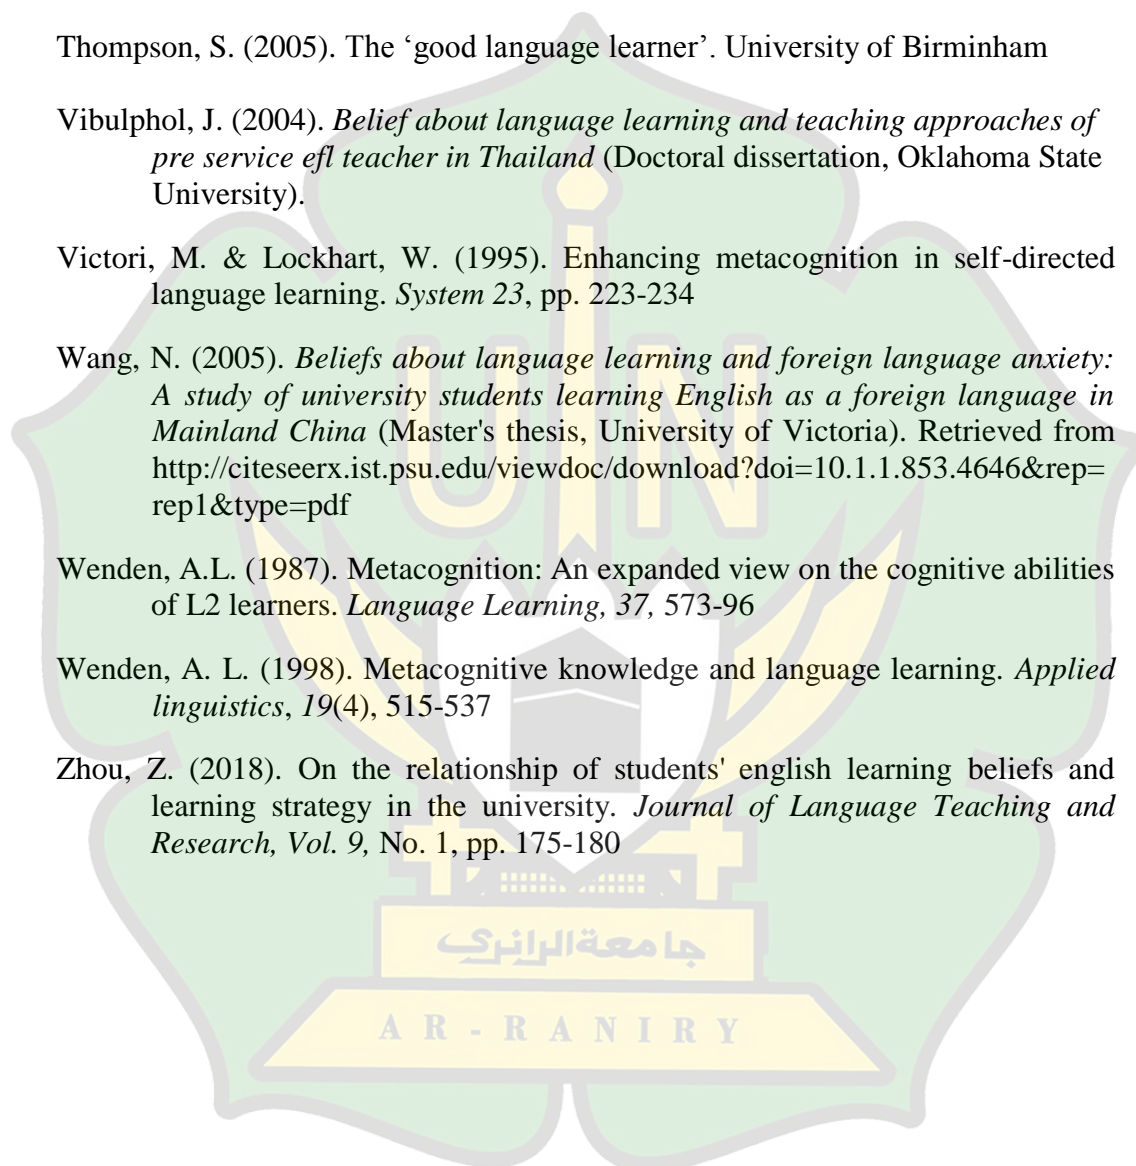 Thompson, S. (2005). The ‘good language learner’. University of Birminham
Vibulphol, J. (2004). Belief about language learning and teaching approaches of
pre service efl teacher in Thailand (Doctoral dissertation, Oklahoma State
University).
Victori, M. & Lockhart, W. (1995). Enhancing metacognition in self-directed
language learning. System 23, pp. 223-234
Wang, N. (2005). Beliefs about language learning and foreign language anxiety:
A study of university students learning English as a foreign language in
Mainland China (Master's thesis, University of Victoria). Retrieved from
http://citeseerx.ist.psu.edu/viewdoc/download?doi=10.1.1.853.4646&rep=
rep1&type=pdf
Wenden, A.L. (1987). Metacognition: An expanded view on the cognitive abilities
of L2 learners. Language Learning, 37, 573-96
Wenden, A. L. (1998). Metacognitive knowledge and language learning. Applied
linguistics, 19(4), 515-537
Zhou, Z. (2018). On the relationship of students' english learning beliefs and
learning strategy in the university. Journal of Language Teaching and
Research, Vol. 9, No. 1, pp. 175-180
UIN
جامعة الرانري
AR-RANIRY